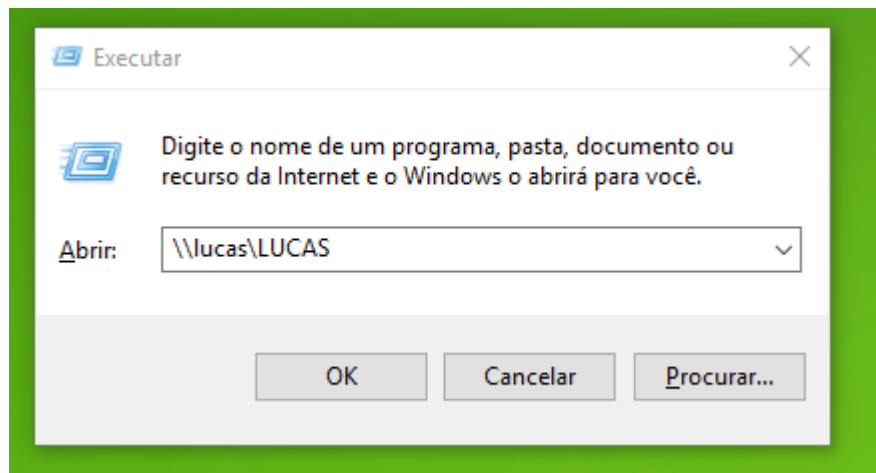 Executar
Digite o nome de um programa, pasta, documento ou
recurso da Internet e o Windows o abrirá para você.
Abrir: \\lucas\LUCAS
OK Cancelar Procurar...